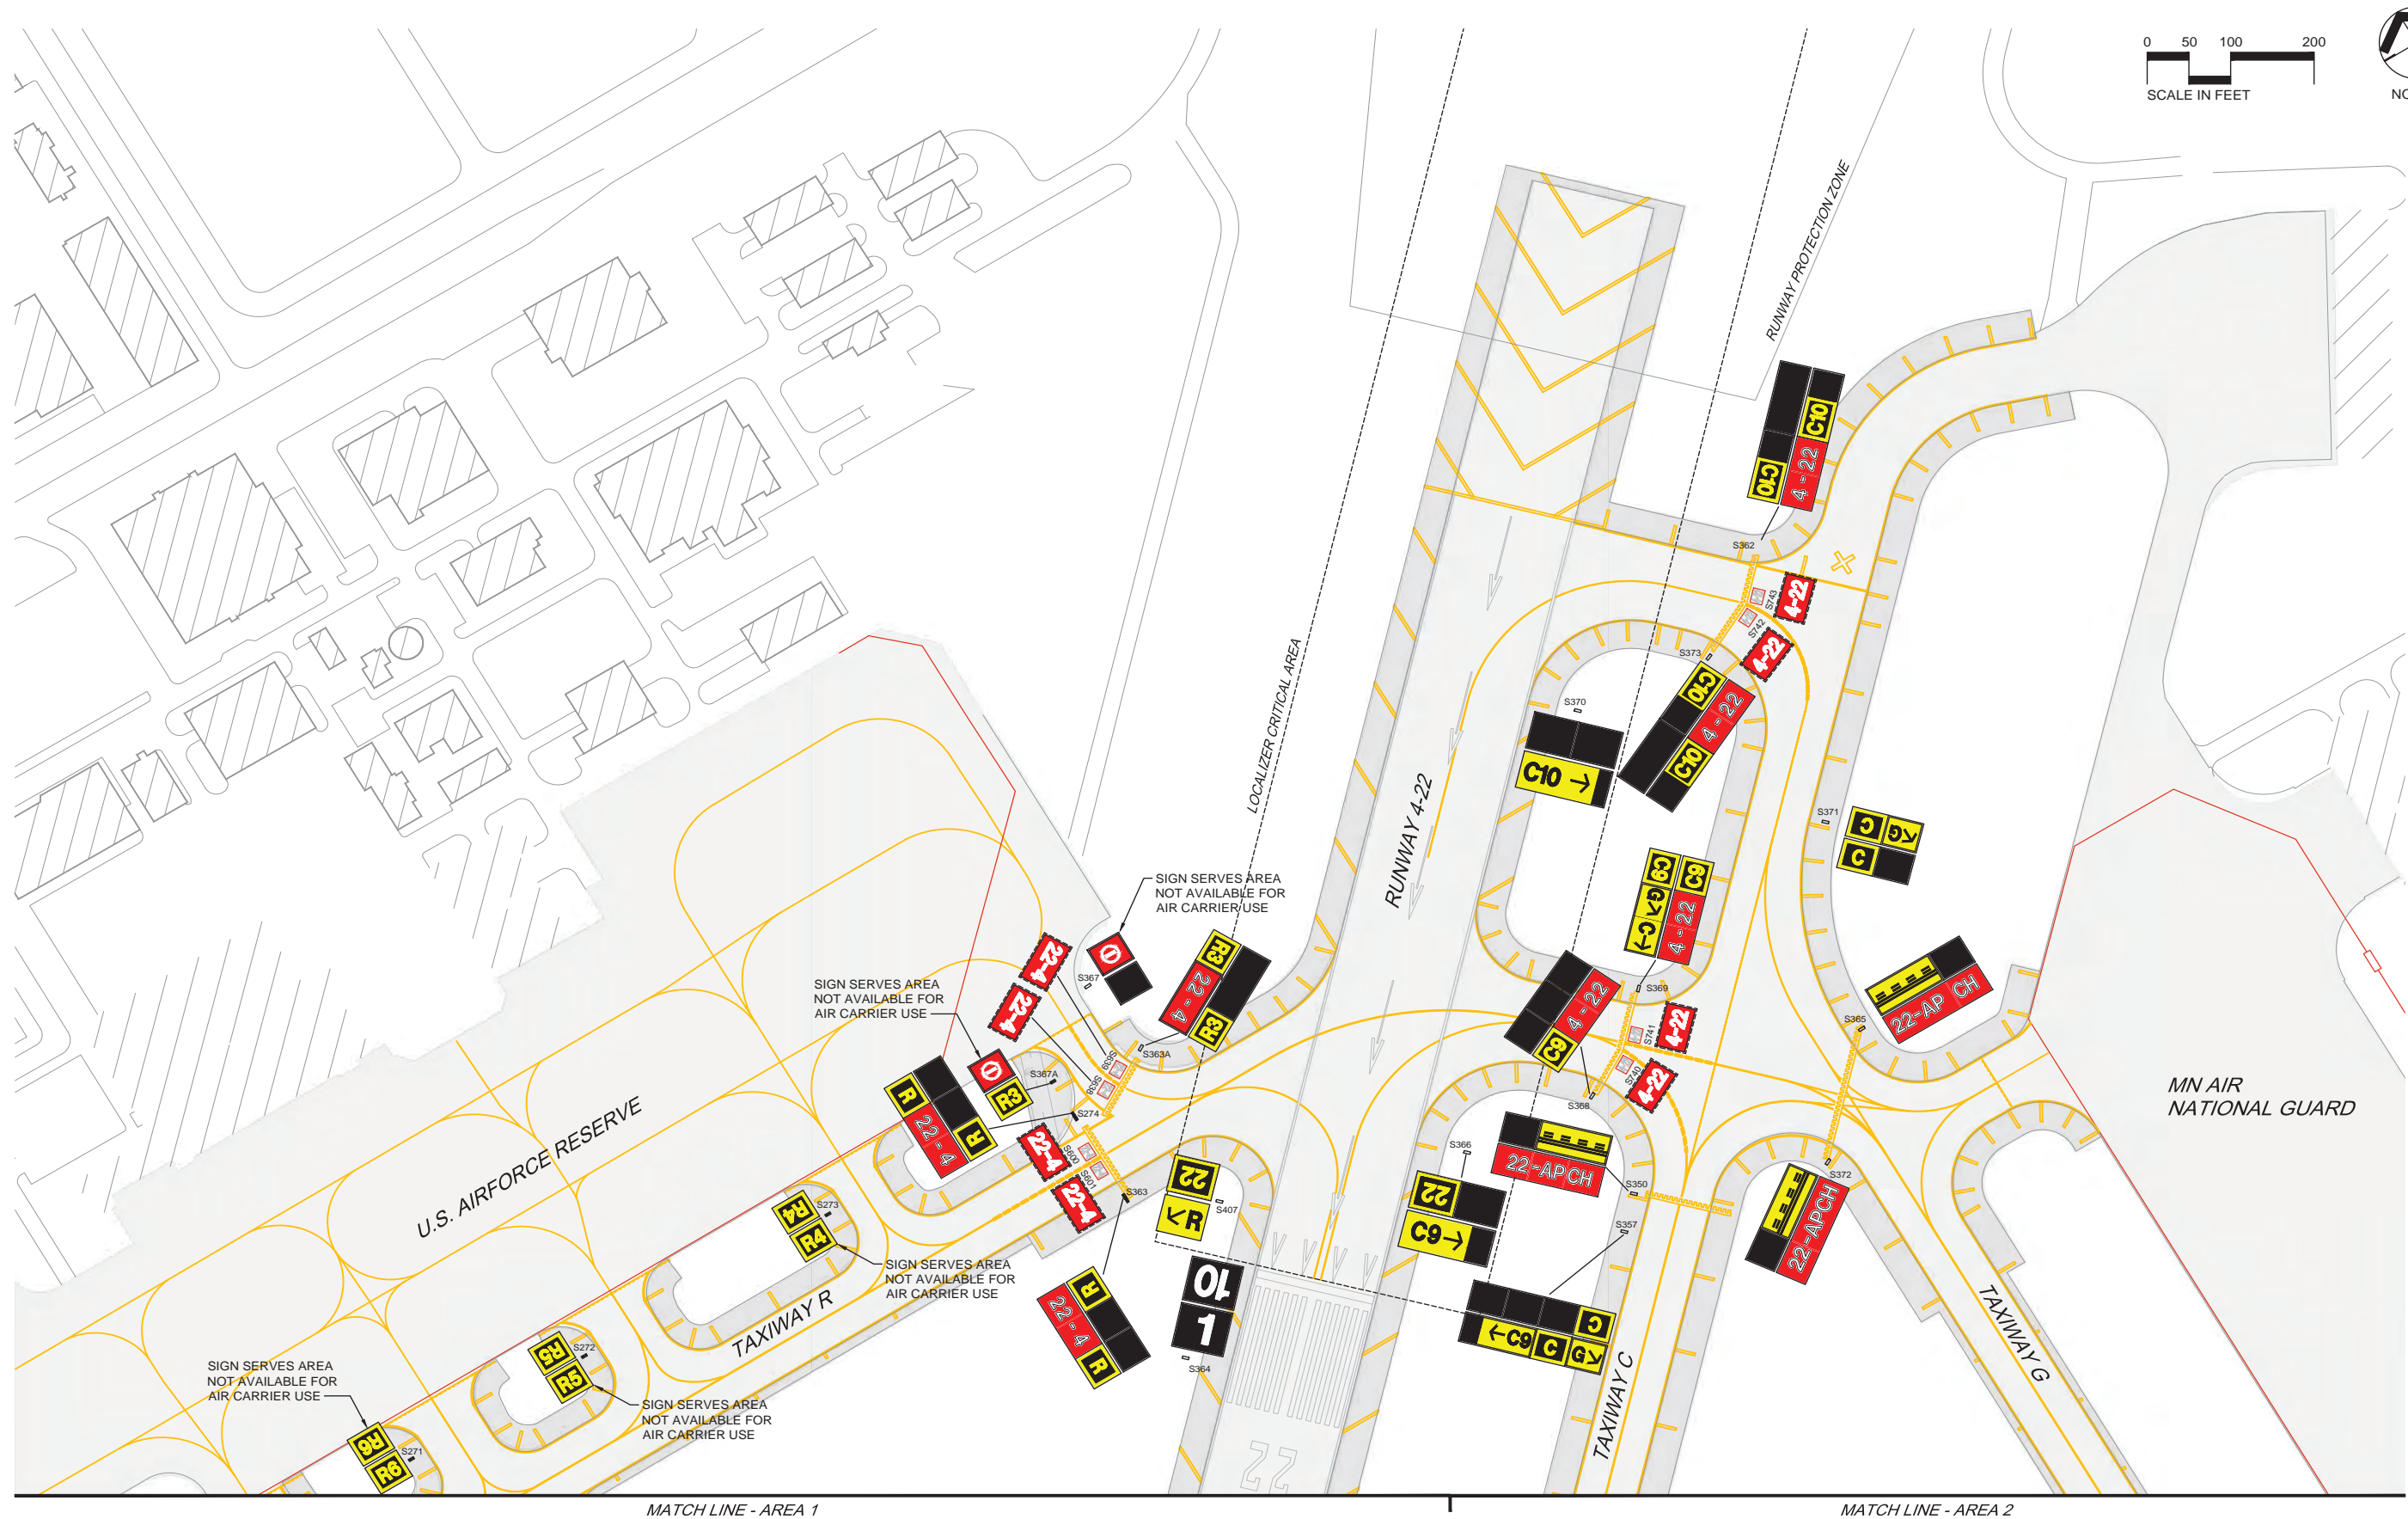 0 50 100 200
SCALE IN FEET
RUNWAY PROTECTION ZONE
C10
C10
4 - 22
S362
S743
4-22
S742
4-22
S373
C10
4 - 22
C10
S370
C10 →
LOCALIZER CRITICAL AREA
RUNWAY 4-22
S371
C G
C
C9
G
C→
C9
4 - 22
SIGN SERVES AREA
NOT AVAILABLE FOR
AIR CARRIER USE
S367
22-4
22-4
R3
22 - 4
R3
S363A
S639
S638
SIGN SERVES AREA
NOT AVAILABLE FOR
AIR CARRIER USE
R3
S367A
S274
R
22 - 4
R
22-4
S600
S601
22-4
S363
4 - 22
C9
S369
S741
4-22
S740
4-22
S368
22-APCH
S365
MN AIR
NATIONAL GUARD
U.S. AIRFORCE RESERVE
22
R
S407
S366
22
C9→
22-APCH
S350
S357
S372
22-APCH
R4
R4
S273
SIGN SERVES AREA
NOT AVAILABLE FOR
AIR CARRIER USE
TAXIWAY R
R
22 - 4
R
10
1
S364
C
←C9 C G
TAXIWAY C
TAXIWAY G
R5
R5
S272
SIGN SERVES AREA
NOT AVAILABLE FOR
AIR CARRIER USE
SIGN SERVES AREA
NOT AVAILABLE FOR
AIR CARRIER USE
R6
R6
S271
22
MATCH LINE - AREA 1
MATCH LINE - AREA 2